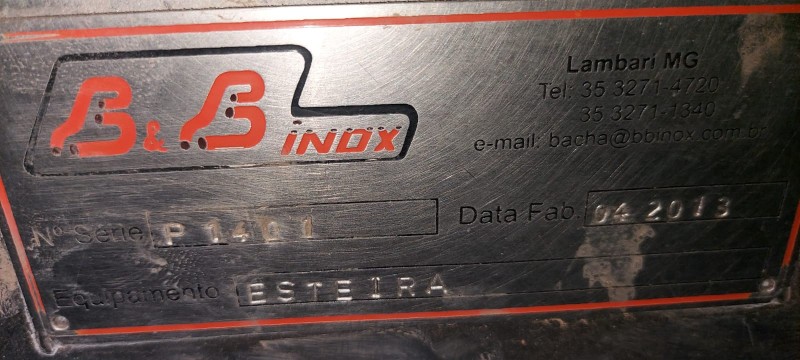 B & B inox
Lambari MG
Tel: 35 3271-4720
35 3271-1340
e-mail: bacha@bbinox.com.br
Nº Série P 1401
Data Fab. 04 2013
Equipamento ESTEIRA